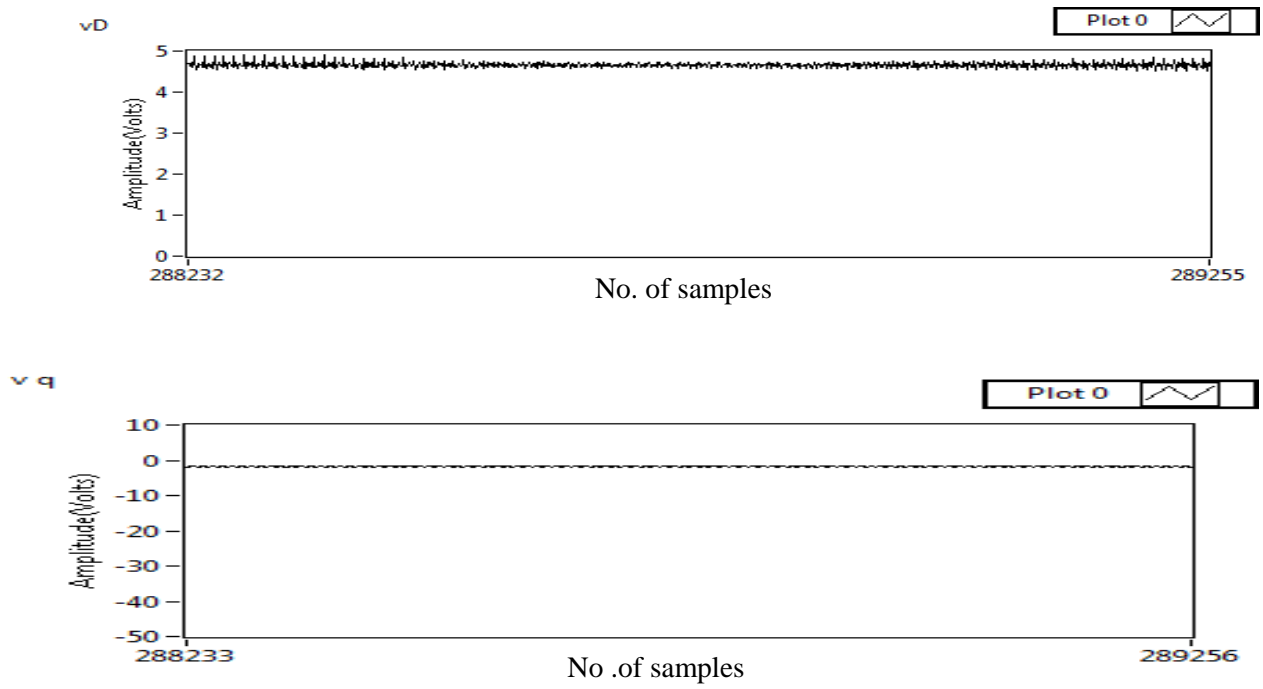 vD
Plot 0
Amplitude(Volts)
5
4
3
2
1
0
288232
289255
No. of samples
v q
Plot 0
Amplitude(Volts)
10
0
-10
-20
-30
-40
-50
288233
289256
No .of samples